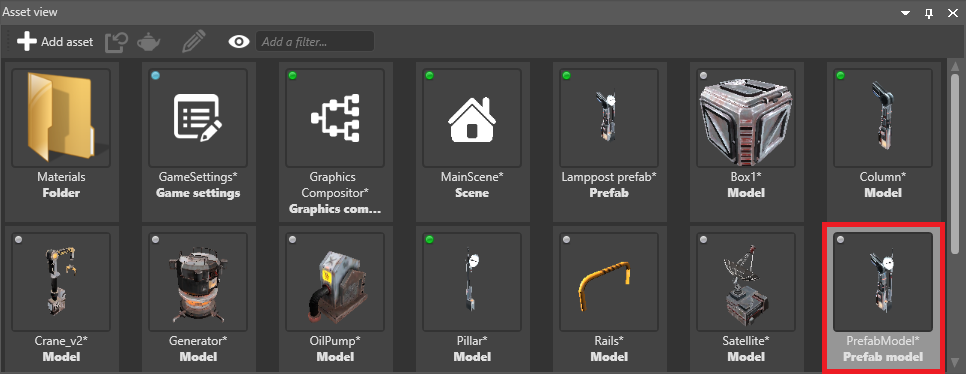 Asset view
Add asset
Add a filter...
Materials
Folder
GameSettings*
Game settings
Graphics
Compositor*
Graphics com...
MainScene*
Scene
Lamppost prefab*
Prefab
Box1*
Model
Column*
Model
Crane_v2*
Model
Generator*
Model
OilPump*
Model
Pillar*
Model
Rails*
Model
Satellite*
Model
PrefabModel*
Prefab model